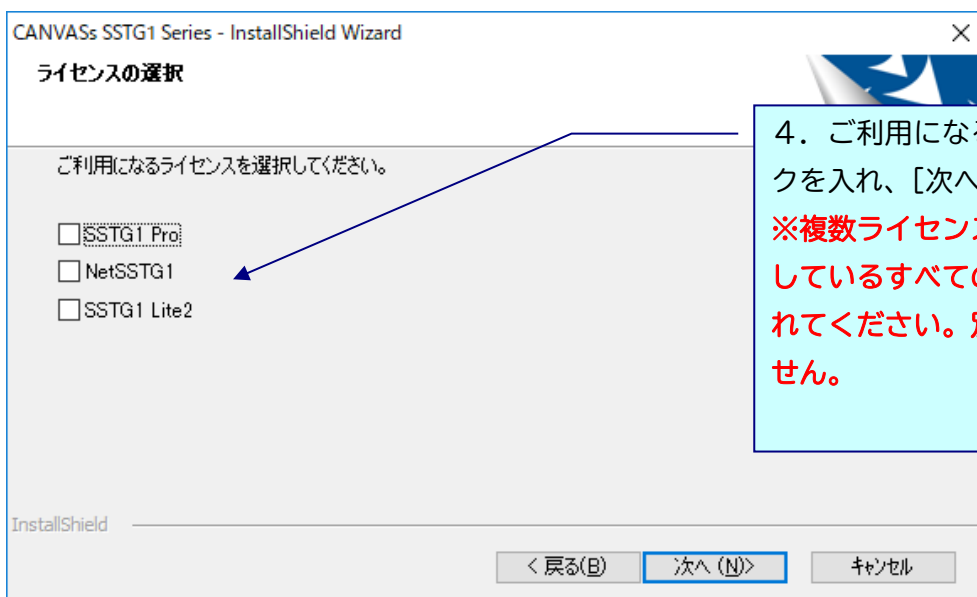 CANVASs SSTG1 Series - InstallShield Wizard
ライセンスの選択
ご利用になるライセンスを選択してください。
SSTG1 Pro
NetSSTG1
SSTG1 Lite2
4．ご利用にな
クを入れ、[次へ
※複数ライセン
しているすべて
れてください。
せん。
InstallShield
< 戻る(B)
次へ (N)>
キャンセル